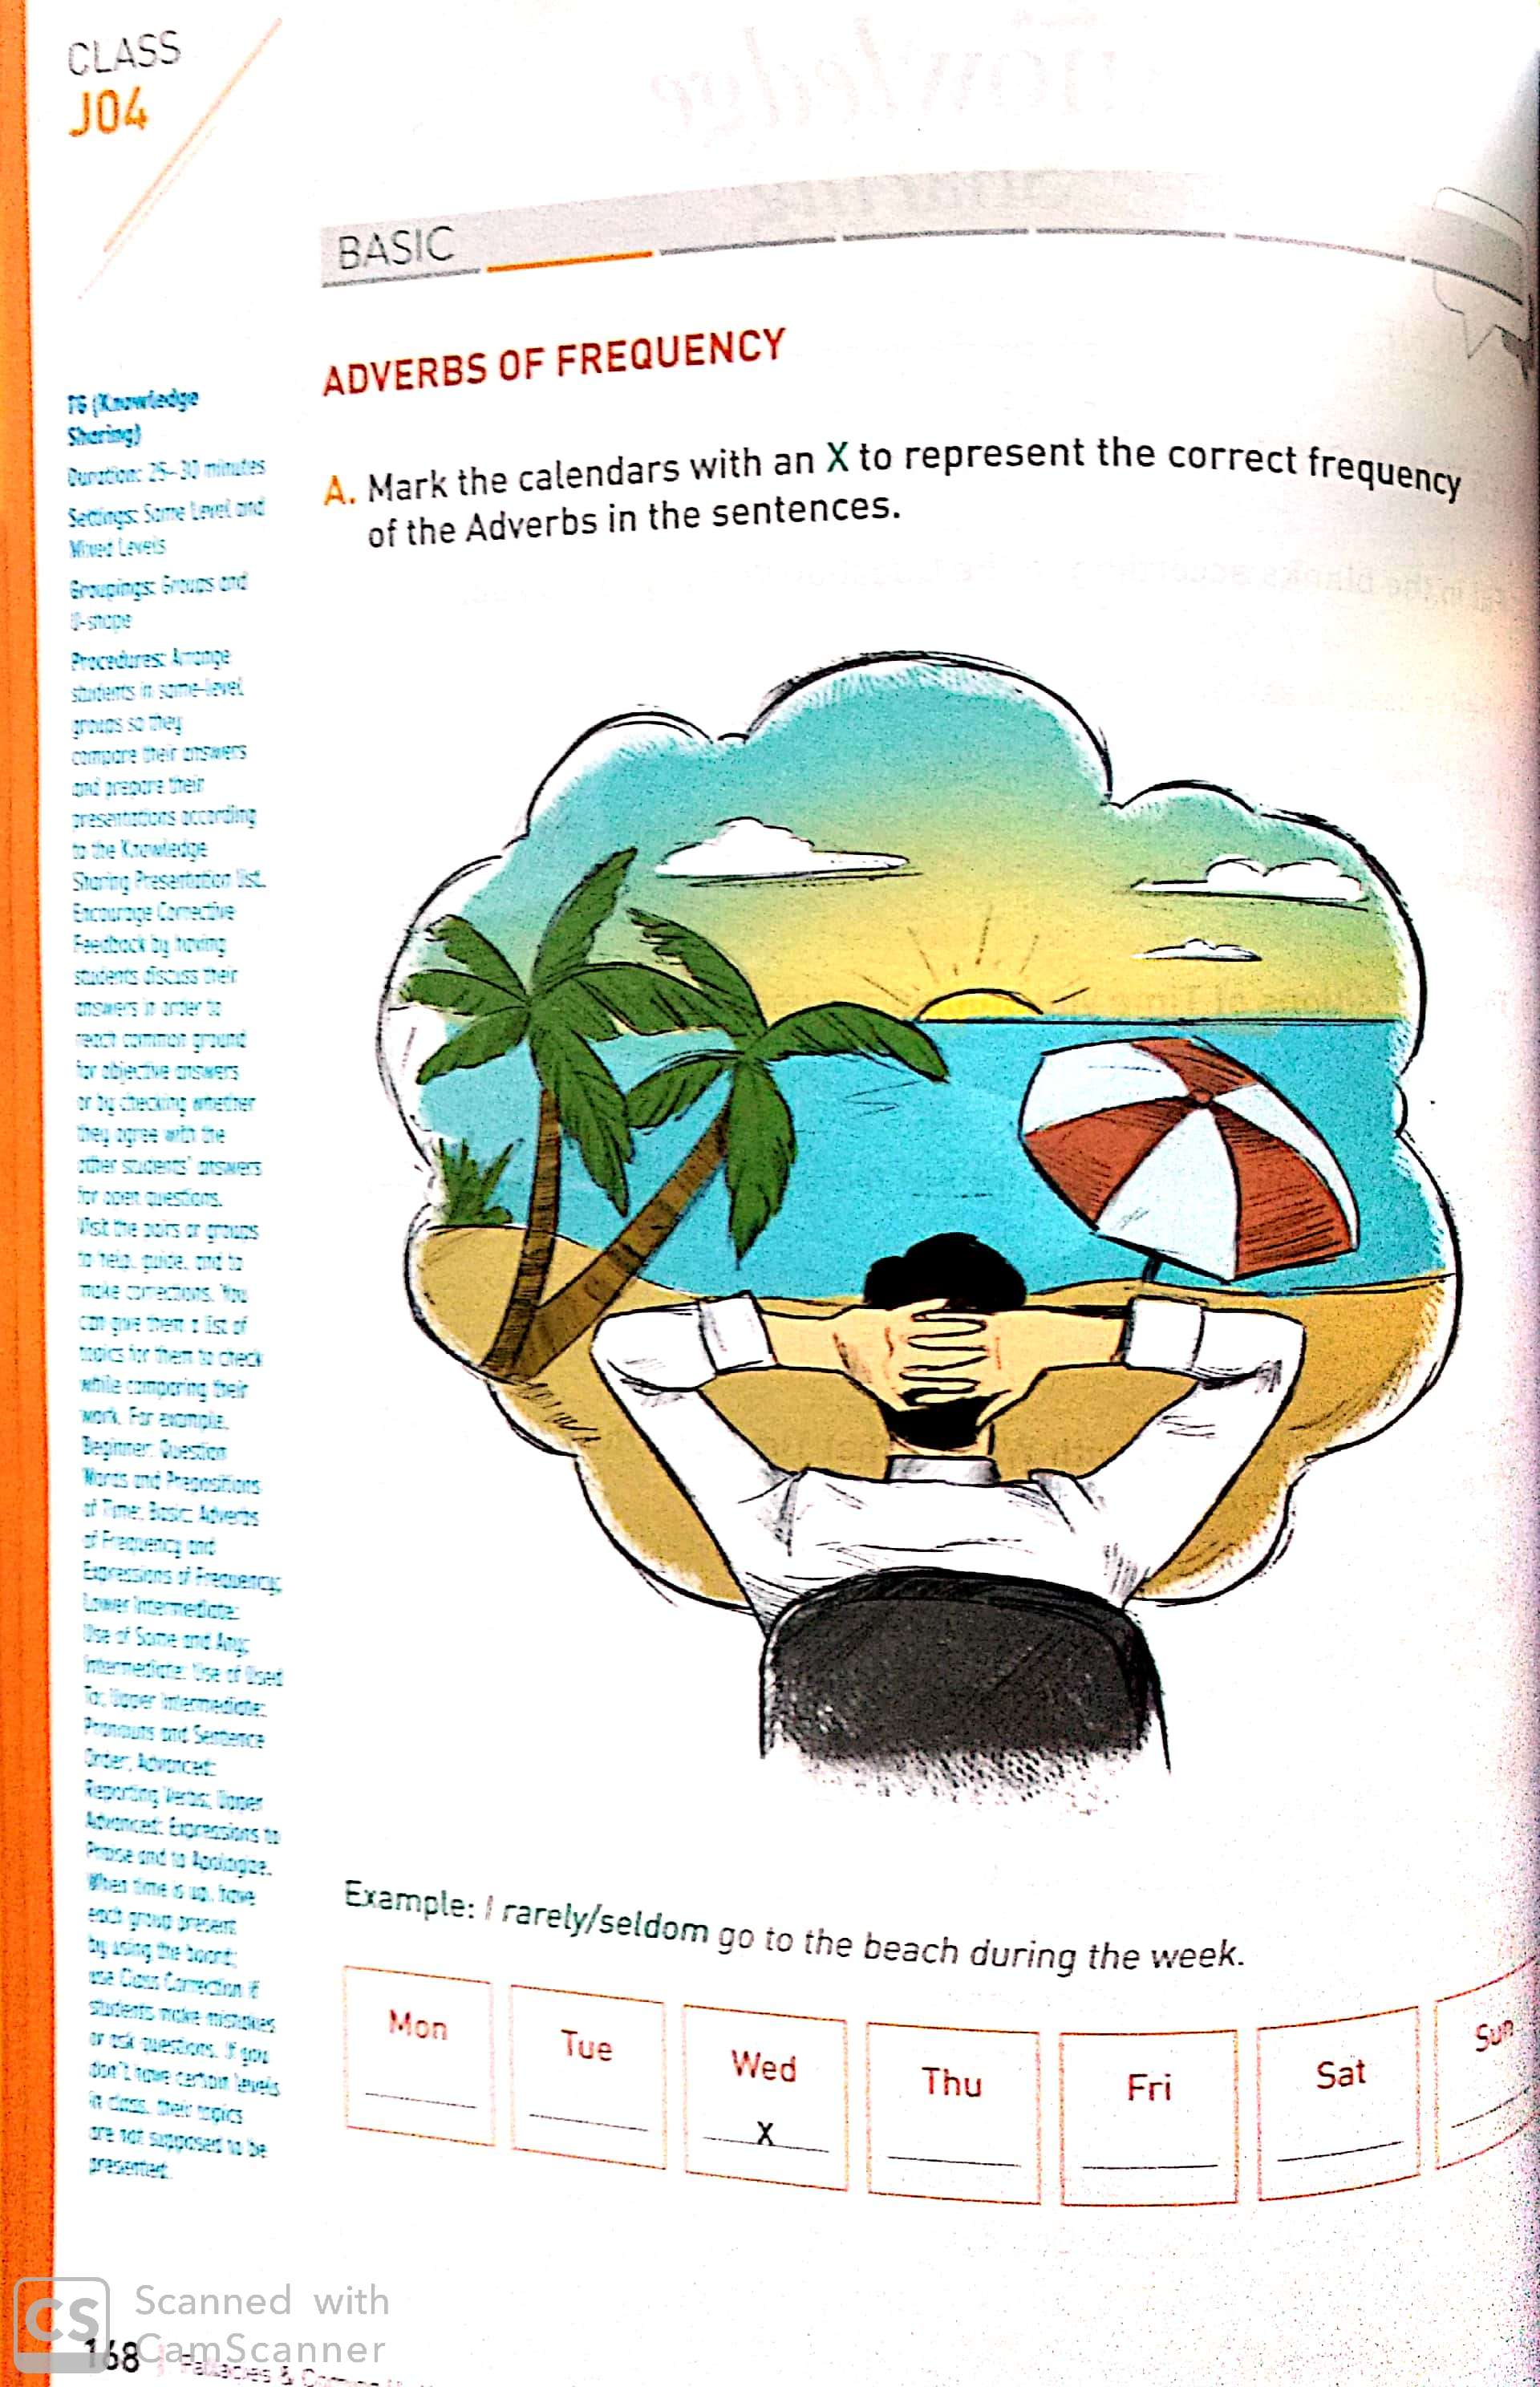 CLASS
J04
BASIC
ADVERBS OF FREQUENCY
A. Mark the calendars with an X to represent the correct frequency
of the Adverbs in the sentences.
TG (Knowledge
Sharing)
Duration: 25-30 minutes
Settings: Same Level and
Mixed Levels
Groupings: Groups and
U-shape
Procedures: Arrange
students in same-level
groups so they
compare their answers
and prepare their
presentations according
to the Knowledge
Sharing Presentation list.
Encourage Corrective
Feedback by having
students discuss their
answers in order to
reach common ground
for objective answers
or by checking whether
they agree with the
other students' answers
for open questions.
Visit the pairs or groups
to help, guide, and to
make corrections. You
can give them a list of
topics for them to check
while comparing their
work. For example,
Beginner: Question
Words and Prepositions
of Time; Basic: Adverbs
of Frequency and
Expressions of Frequency;
Lower Intermediate:
Use of Some and Any;
Intermediate: Use of Used
To; Upper Intermediate:
Pronouns and Sentence
Order; Advanced:
Reporting Verbs; Upper
Advanced: Expressions to
Praise and to Apologize.
When time is up, have
each group present
by using the board;
use Class Correction if
students make mistakes
or ask questions. If you
don't have certain levels
in class, their topics
are not supposed to be
presented.
Example: I rarely/seldom go to the beach during the week.
Mon Tue Wed Thu Fri Sat Sun
X
CS Scanned with
CamScanner
168